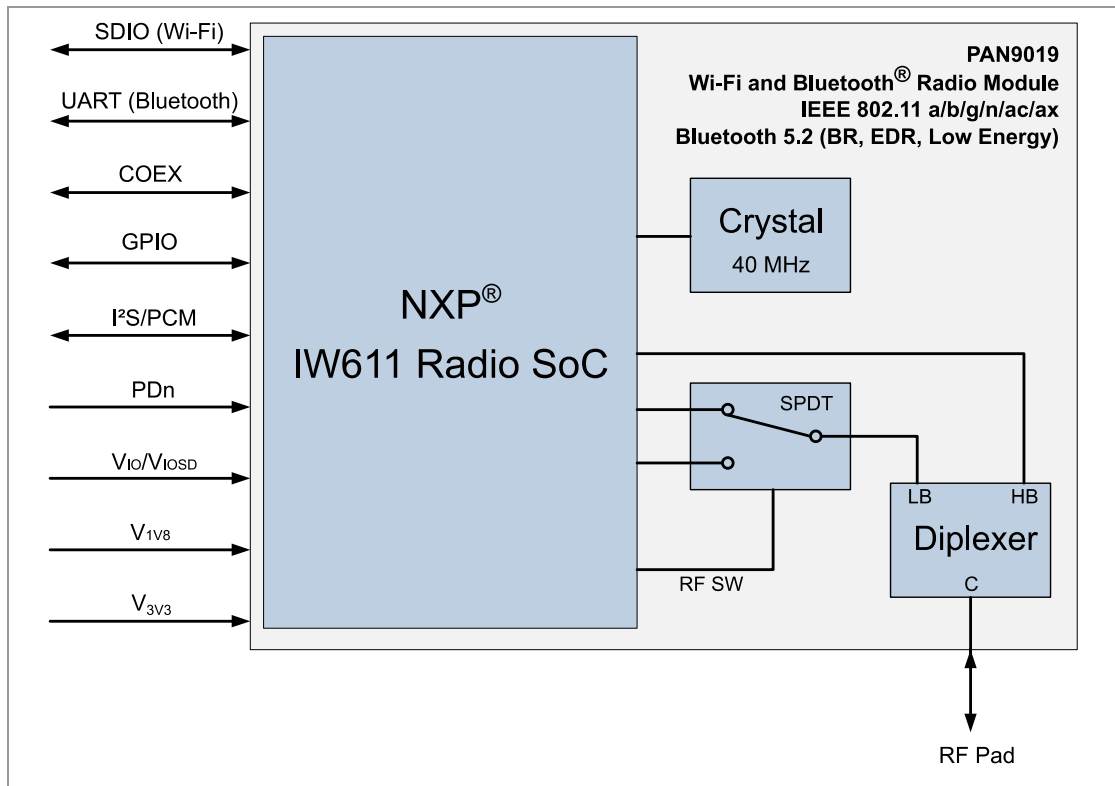 SDIO (Wi-Fi)
UART (Bluetooth)
COEX
GPIO
I²S/PCM
PDn
VIO/VIOSD
V1V8
V3V3
NXP®
IW611 Radio SoC
PAN9019
Wi-Fi and Bluetooth® Radio Module
IEEE 802.11 a/b/g/n/ac/ax
Bluetooth 5.2 (BR, EDR, Low Energy)
Crystal
40 MHz
SPDT
RF SW
LB HB
Diplexer
C
RF Pad